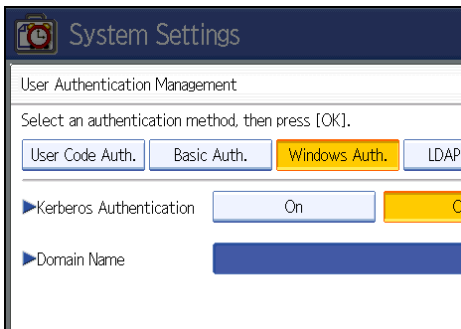 System Settings
User Authentication Management
Select an authentication method, then press [OK].
User Code Auth. Basic Auth. Windows Auth. LDAP
▶Kerberos Authentication On
▶Domain Name